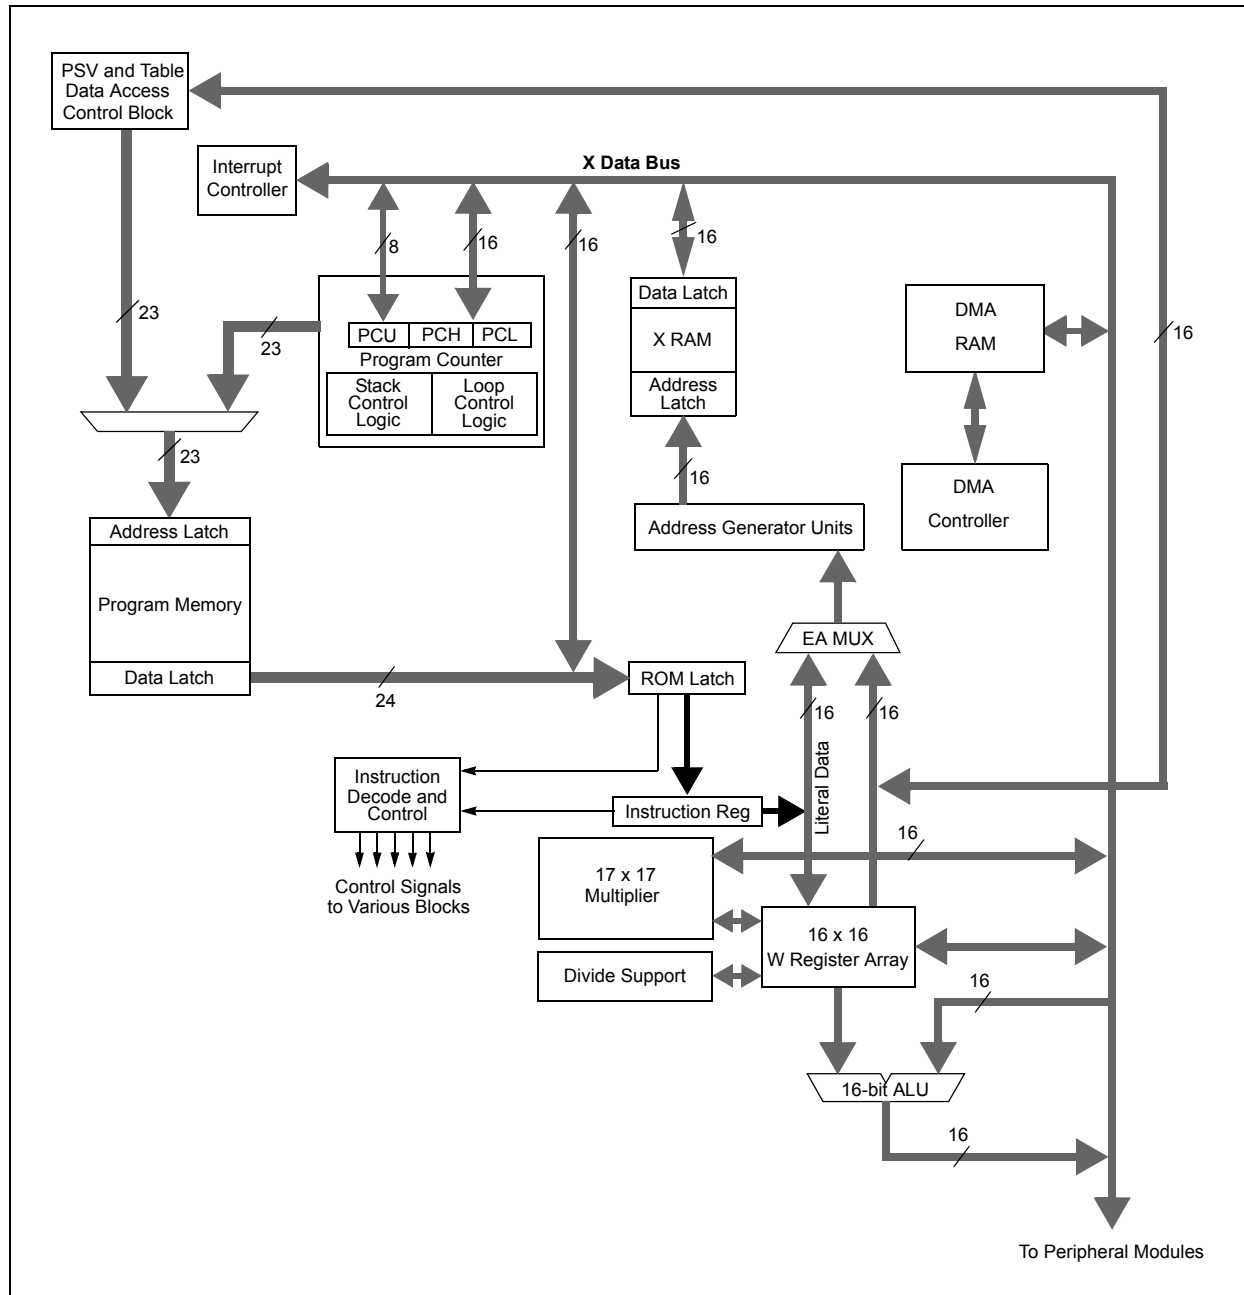 PSV and Table
Data Access
Control Block
Interrupt
Controller
X Data Bus
8
16
16
16
23
23
PCU
PCH
PCL
Program Counter
Stack
Control
Logic
Loop
Control
Logic
Data Latch
X RAM
Address
Latch
DMA
RAM
16
23
16
Address Latch
Program Memory
Data Latch
24
Address Generator Units
DMA
Controller
EA MUX
ROM Latch
16
16
Literal Data
Instruction
Decode and
Control
Instruction Reg
Control Signals
to Various Blocks
17 x 17
Multiplier
16
16 x 16
W Register Array
Divide Support
16
16-bit ALU
16
To Peripheral Modules